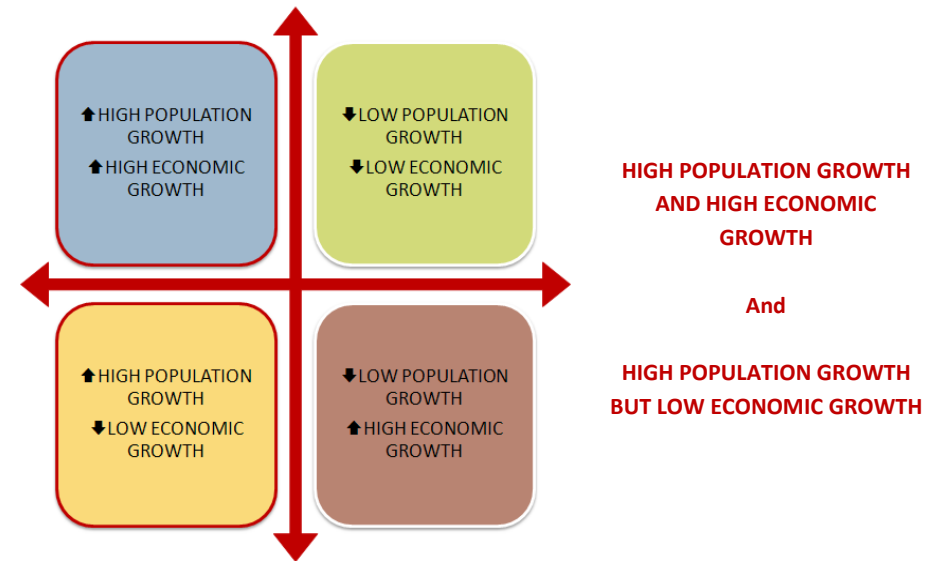 ⬆HIGH POPULATION
GROWTH
⬆HIGH ECONOMIC
GROWTH
⬇LOW POPULATION
GROWTH
⬇LOW ECONOMIC
GROWTH
⬆HIGH POPULATION
GROWTH
⬇LOW ECONOMIC
GROWTH
⬇LOW POPULATION
GROWTH
⬆HIGH ECONOMIC
GROWTH
HIGH POPULATION GROWTH
AND HIGH ECONOMIC
GROWTH
And
HIGH POPULATION GROWTH
BUT LOW ECONOMIC GROWTH